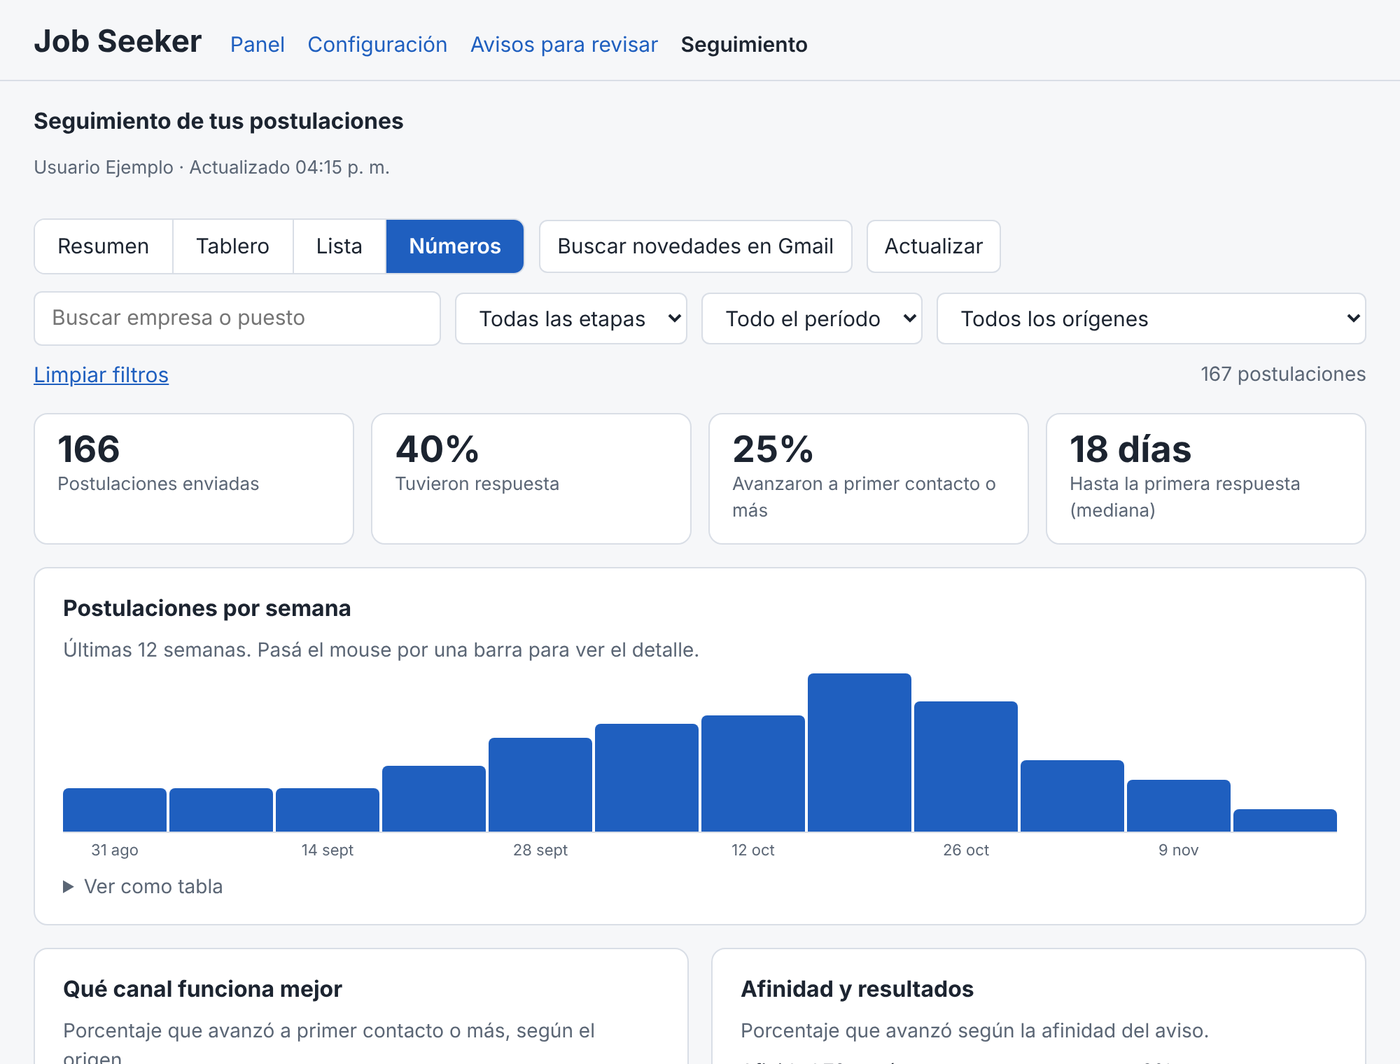 Job Seeker Panel Configuración Avisos para revisar Seguimiento
Seguimiento de tus postulaciones
Usuario Ejemplo · Actualizado 04:15 p. m.
Resumen Tablero Lista Números Buscar novedades en Gmail Actualizar
Buscar empresa o puesto Todas las etapas Todo el período Todos los orígenes
Limpiar filtros 167 postulaciones
166
Postulaciones enviadas
40%
Tuvieron respuesta
25%
Avanzaron a primer contacto o
más
18 días
Hasta la primera respuesta
(mediana)
Postulaciones por semana
Últimas 12 semanas. Pasá el mouse por una barra para ver el detalle.
31 ago 14 sept 28 sept 12 oct 26 oct 9 nov
Ver como tabla
Qué canal funciona mejor
Porcentaje que avanzó a primer contacto o más, según el
origen
Afinidad y resultados
Porcentaje que avanzó según la afinidad del aviso.